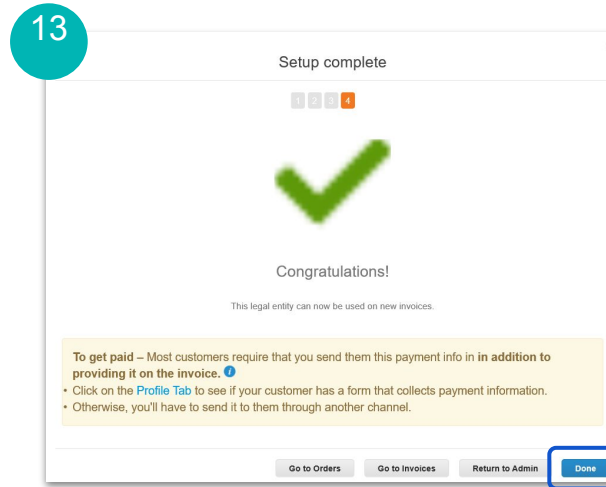 13
Setup complete
1 2 3 4
Congratulations!
This legal entity can now be used on new invoices.
To get paid – Most customers require that you send them this payment info in in addition to
providing it on the invoice. i
• Click on the Profile Tab to see if your customer has a form that collects payment information.
• Otherwise, you'll have to send it to them through another channel.
Go to Orders Go to Invoices Return to Admin Done